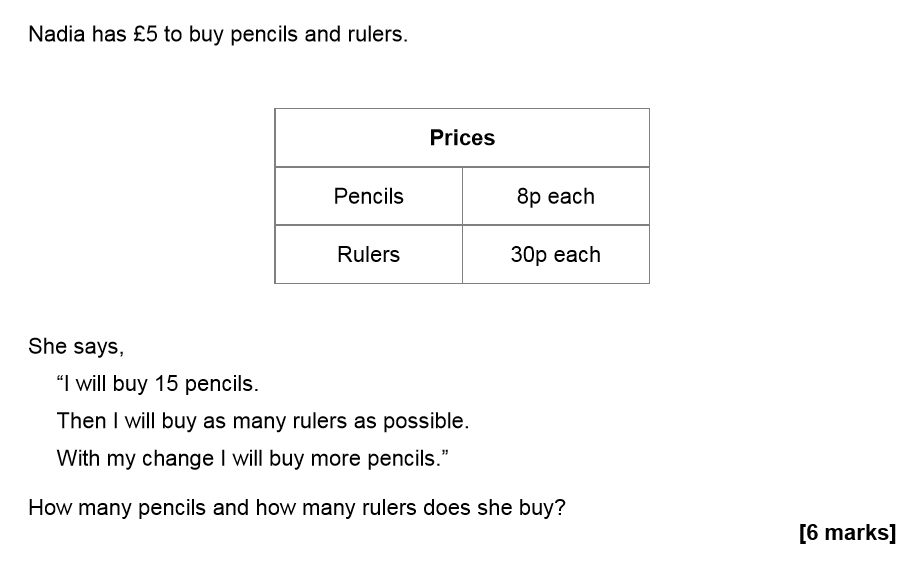 Nadia has £5 to buy pencils and rulers.
Prices
Pencils 8p each
Rulers 30p each
She says,
“I will buy 15 pencils.
Then I will buy as many rulers as possible.
With my change I will buy more pencils.”
How many pencils and how many rulers does she buy?
[6 marks]